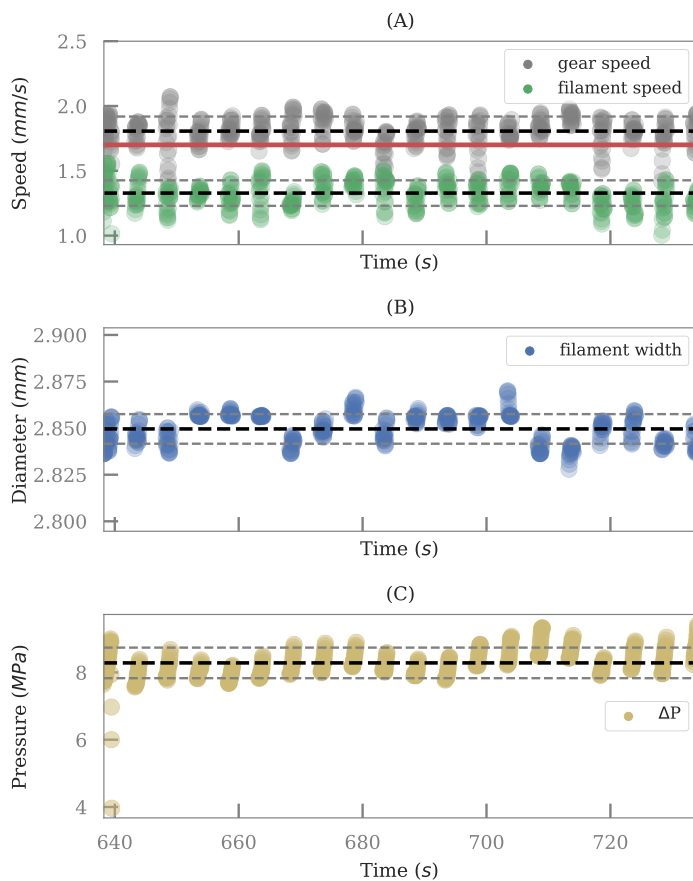 (A)
2.5
2.0
1.5
1.0
Speed (mm/s)
gear speed
filament speed
Time (s)
(B)
2.900
2.875
2.850
2.825
2.800
Diameter (mm)
filament width
Time (s)
(C)
8
6
4
Pressure (MPa)
ΔP
640 660 680 700 720
Time (s)